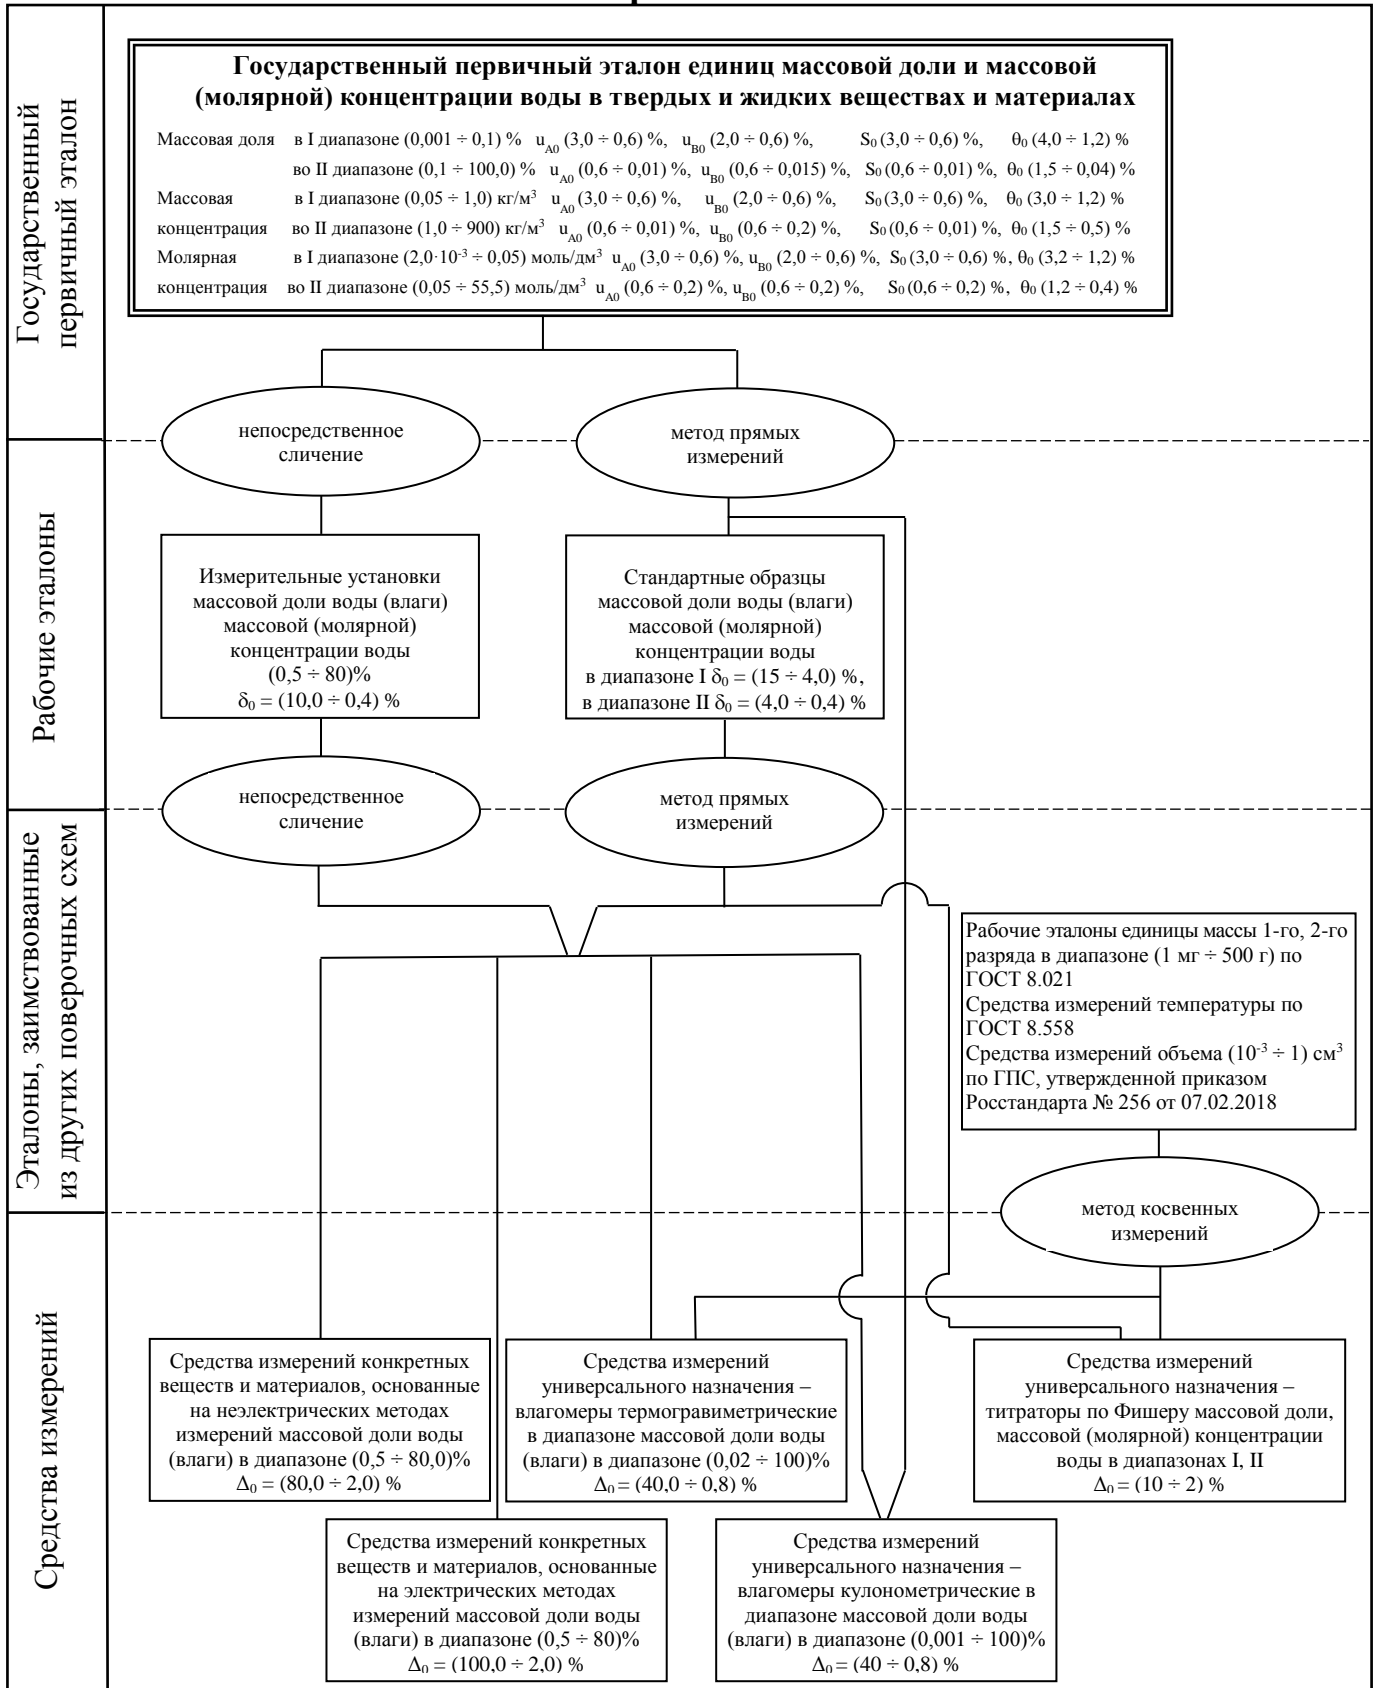 Государственный
первичный эталон
Государственный первичный эталон единиц массовой доли и массовой
(молярной) концентрации воды в твердых и жидких веществах и материалах
Массовая доля в I диапазоне (0,001 ÷ 0,1) % u_A0 (3,0 ÷ 0,6) %, u_B0 (2,0 ÷ 0,6) %, S₀ (3,0 ÷ 0,6) %, θ₀ (4,0 ÷ 1,2) %
во II диапазоне (0,1 ÷ 100,0) % u_A0 (0,6 ÷ 0,01) %, u_B0 (0,6 ÷ 0,015) %, S₀ (0,6 ÷ 0,01) %, θ₀ (1,5 ÷ 0,04) %
Массовая в I диапазоне (0,05 ÷ 1,0) кг/м³ u_A0 (3,0 ÷ 0,6) %, u_B0 (2,0 ÷ 0,6) %, S₀ (3,0 ÷ 0,6) %, θ₀ (3,0 ÷ 1,2) %
концентрация во II диапазоне (1,0 ÷ 900) кг/м³ u_A0 (0,6 ÷ 0,01) %, u_B0 (0,6 ÷ 0,2) %, S₀ (0,6 ÷ 0,01) %, θ₀ (1,5 ÷ 0,5) %
Молярная в I диапазоне (2,0·10⁻³ ÷ 0,05) моль/дм³ u_A0 (3,0 ÷ 0,6) %, u_B0 (2,0 ÷ 0,6) %, S₀ (3,0 ÷ 0,6) %, θ₀ (3,2 ÷ 1,2) %
концентрация во II диапазоне (0,05 ÷ 55,5) моль/дм³ u_A0 (0,6 ÷ 0,2) %, u_B0 (0,6 ÷ 0,2) %, S₀ (0,6 ÷ 0,2) %, θ₀ (1,2 ÷ 0,4) %
непосредственное
сличение
метод прямых
измерений
Рабочие эталоны
Измерительные установки
массовой доли воды (влаги)
массовой (молярной)
концентрации воды
(0,5 ÷ 80)%
δ₀ = (10,0 ÷ 0,4) %
Стандартные образцы
массовой доли воды (влаги)
массовой (молярной)
концентрации воды
в диапазоне I δ₀ = (15 ÷ 4,0) %,
в диапазоне II δ₀ = (4,0 ÷ 0,4) %
непосредственное
сличение
метод прямых
измерений
Эталоны, заимствованные
из других поверочных схем
Рабочие эталоны единицы массы 1-го, 2-го
разряда в диапазоне (1 мг ÷ 500 г) по
ГОСТ 8.021
Средства измерений температуры по
ГОСТ 8.558
Средства измерений объема (10⁻³ ÷ 1) см³
по ГПС, утвержденной приказом
Росстандарта № 256 от 07.02.2018
метод косвенных
измерений
Средства измерений
Средства измерений конкретных
веществ и материалов, основанные
на неэлектрических методах
измерений массовой доли воды
(влаги) в диапазоне (0,5 ÷ 80,0)%
Δ₀ = (80,0 ÷ 2,0) %
Средства измерений
универсального назначения –
влагомеры термогравиметрические
в диапазоне массовой доли воды
(влаги) в диапазоне (0,02 ÷ 100)%
Δ₀ = (40,0 ÷ 0,8) %
Средства измерений
универсального назначения –
титраторы по Фишеру массовой доли,
массовой (молярной) концентрации
воды в диапазонах I, II
Δ₀ = (10 ÷ 2) %
Средства измерений конкретных
веществ и материалов, основанные
на электрических методах
измерений массовой доли воды
(влаги) в диапазоне (0,5 ÷ 80)%
Δ₀ = (100,0 ÷ 2,0) %
Средства измерений
универсального назначения –
влагомеры кулонометрические в
диапазоне массовой доли воды
(влаги) в диапазоне (0,001 ÷ 100)%
Δ₀ = (40 ÷ 0,8) %